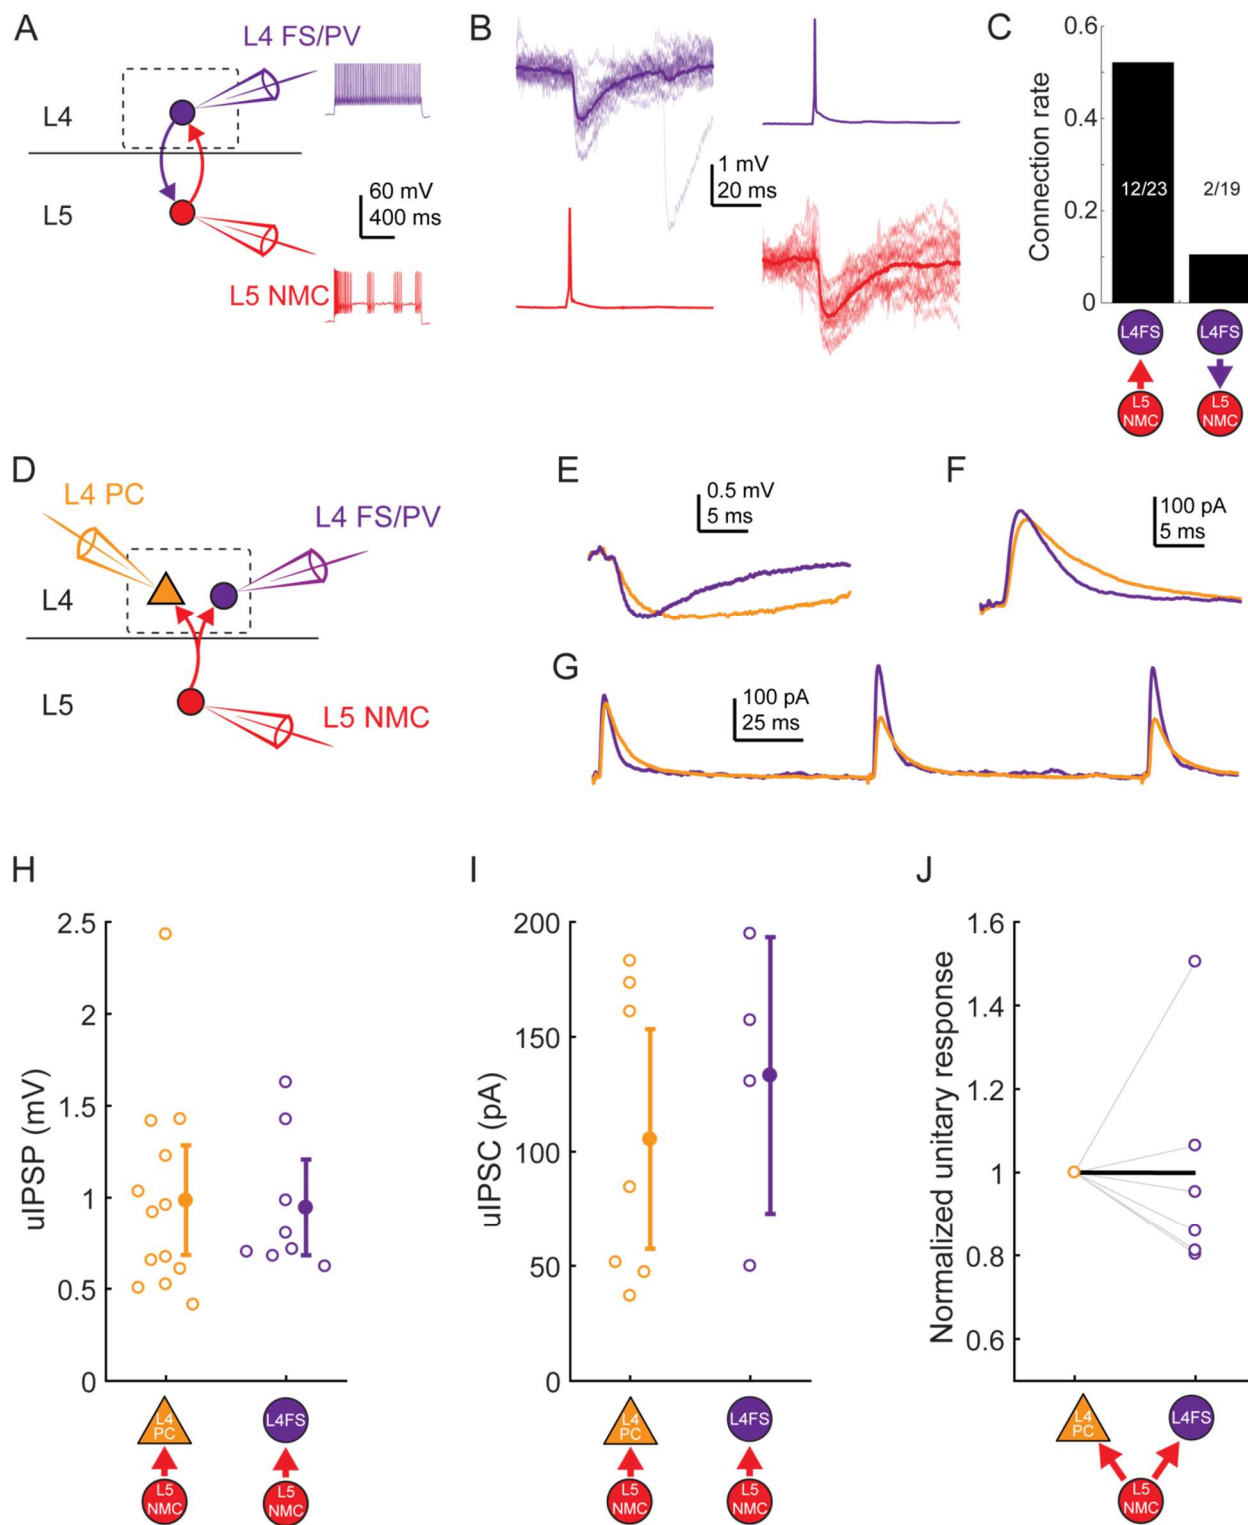 A
L4 FS/PV
L4
L5
60 mV
400 ms
L5 NMC
B
1 mV
20 ms
C
Connection rate
0.6
0.4
0.2
0
12/23
2/19
L4FS
L4FS
L5
NMC
L5
NMC
D
L4 PC
L4 FS/PV
L4
L5
L5 NMC
E
0.5 mV
5 ms
F
100 pA
5 ms
G
100 pA
25 ms
H
uIPSP (mV)
2.5
2
1.5
1
0.5
0
L4
PC
L4FS
L5
NMC
L5
NMC
I
uIPSC (pA)
200
150
100
50
0
L4
PC
L4FS
L5
NMC
L5
NMC
J
Normalized unitary response
1.6
1.4
1.2
1
0.8
0.6
L4
PC
L4FS
L5
NMC